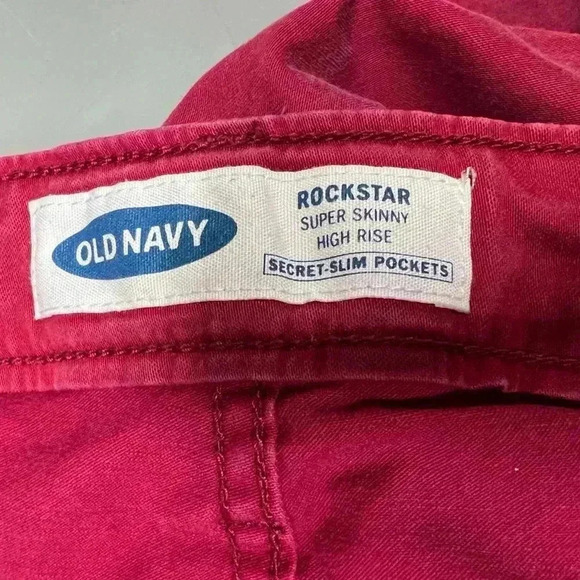 OLD NAVY
ROCKSTAR
SUPER SKINNY
HIGH RISE
SECRET-SLIM POCKETS